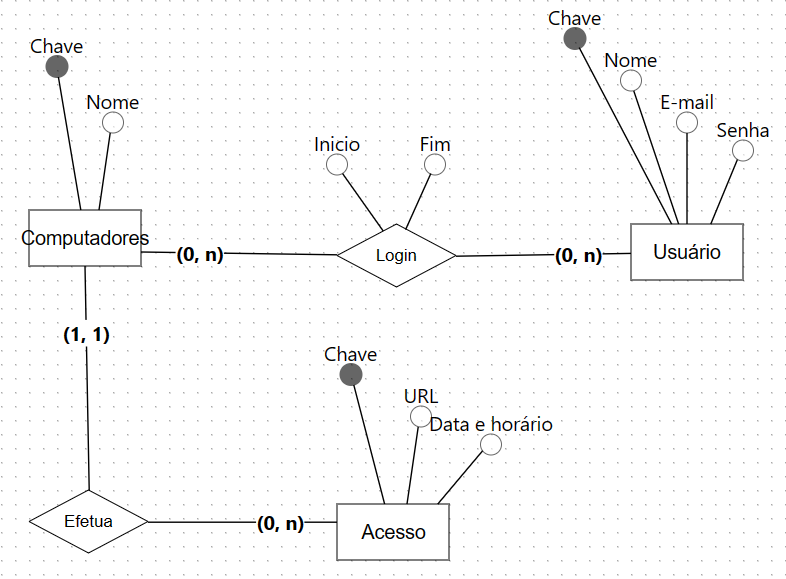 Chave
Chave
Nome
Nome
E-mail
Senha
Inicio
Fim
Computadores
(0, n)
Login
(0, n)
Usuário
(1, 1)
Chave
URL
Data e horário
Efetua
(0, n)
Acesso